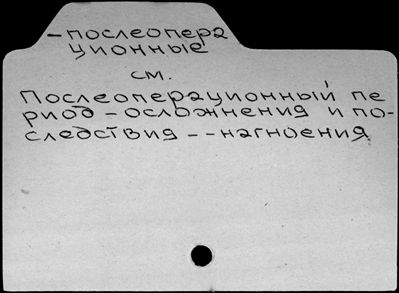 -послеопера
ционные
см.
Послеоперационный пе
риод - осложнения и по-
следствия - - нагноения